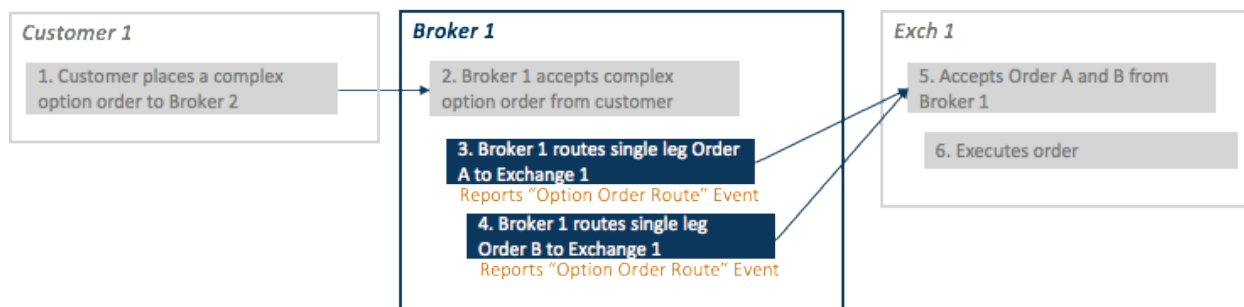 Customer 1
1. Customer places a complex
option order to Broker 2
Broker 1
2. Broker 1 accepts complex
option order from customer
3. Broker 1 routes single leg Order
A to Exchange 1
Reports “Option Order Route” Event
4. Broker 1 routes single leg
Order B to Exchange 1
Reports “Option Order Route” Event
Exch 1
5. Accepts Order A and B from
Broker 1
6. Executes order